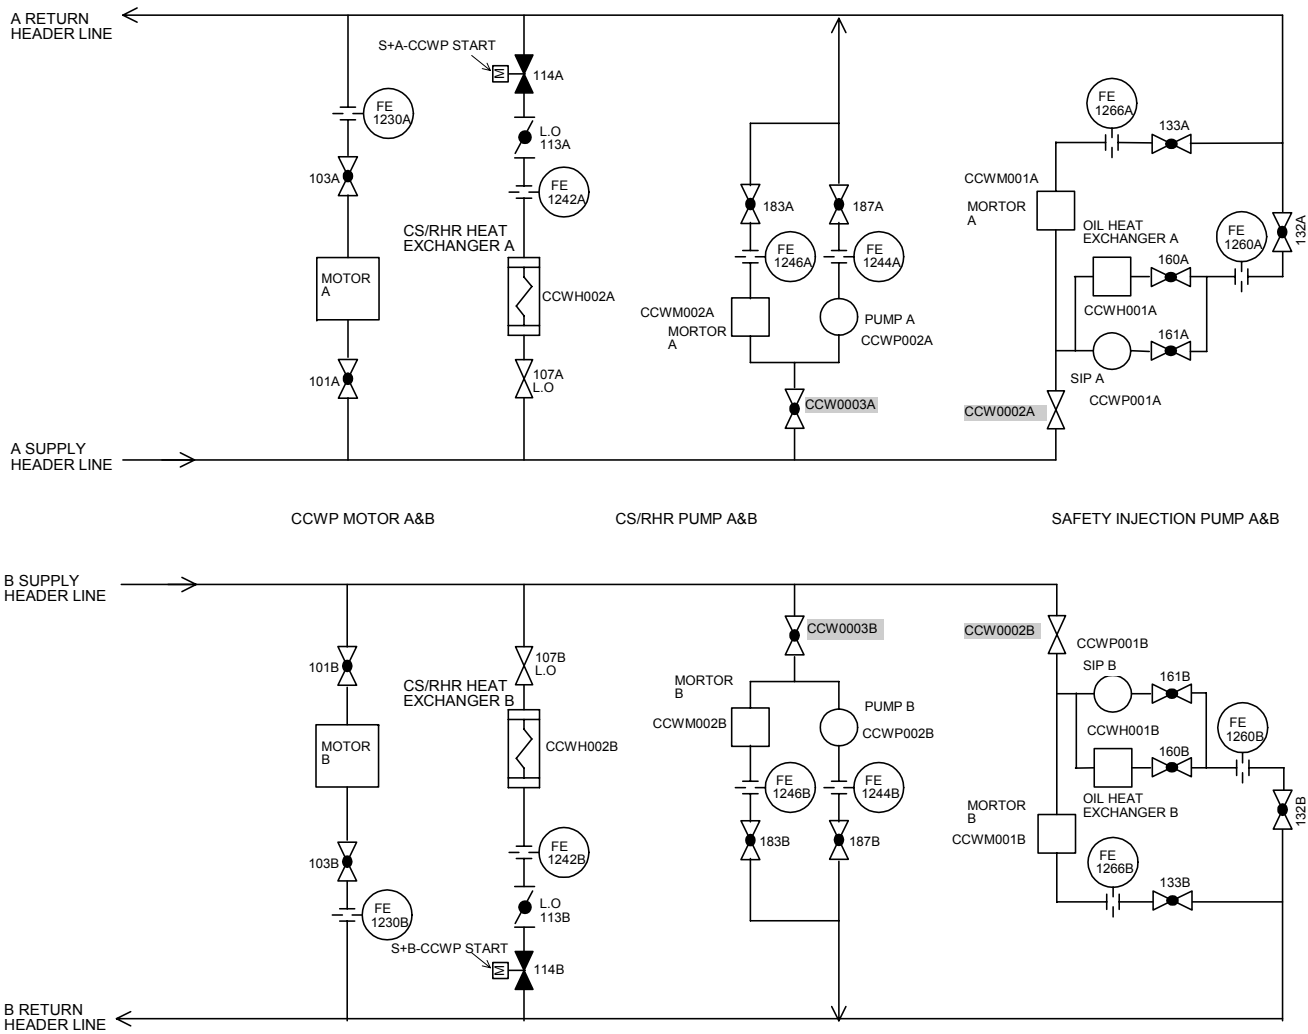 A RETURN
HEADER LINE
S+A-CCWP START
M
114A
FE
1230A
L.O
113A
103A
FE
1242A
CS/RHR HEAT
EXCHANGER A
MOTOR
A
CCWH002A
101A
107A
L.O
183A
187A
FE
1246A
FE
1244A
CCWM002A
MORTOR
A
PUMP A
CCWP002A
CCW0003A
FE
1266A
133A
CCWM001A
MORTOR
A
OIL HEAT
EXCHANGER A
FE
1260A
132A
160A
CCWH001A
161A
SIP A
CCWP001A
CCW0002A
A SUPPLY
HEADER LINE
CCWP MOTOR A&B
CS/RHR PUMP A&B
SAFETY INJECTION PUMP A&B
B SUPPLY
HEADER LINE
101B
107B
L.O
CS/RHR HEAT
EXCHANGER B
MOTOR
B
CCWH002B
103B
FE
1242B
FE
1230B
L.O
113B
S+B-CCWP START
M
114B
CCW0003B
MORTOR
B
CCWM002B
PUMP B
CCWP002B
FE
1246B
FE
1244B
183B
187B
CCW0002B
CCWP001B
SIP B
161B
CCWH001B
FE
1260B
160B
OIL HEAT
EXCHANGER B
132B
MORTOR
B
CCWM001B
FE
1266B
133B
B RETURN
HEADER LINE